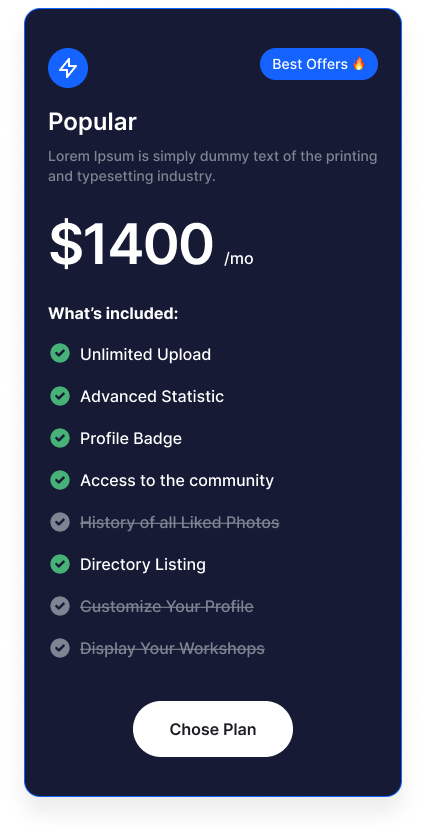 Best Offers 🔥
Popular
Lorem Ipsum is simply dummy text of the printing
and typesetting industry.
$1400 /mo
What’s included:
Unlimited Upload
Advanced Statistic
Profile Badge
Access to the community
History of all Liked Photos
Directory Listing
Customize Your Profile
Display Your Workshops
Chose Plan